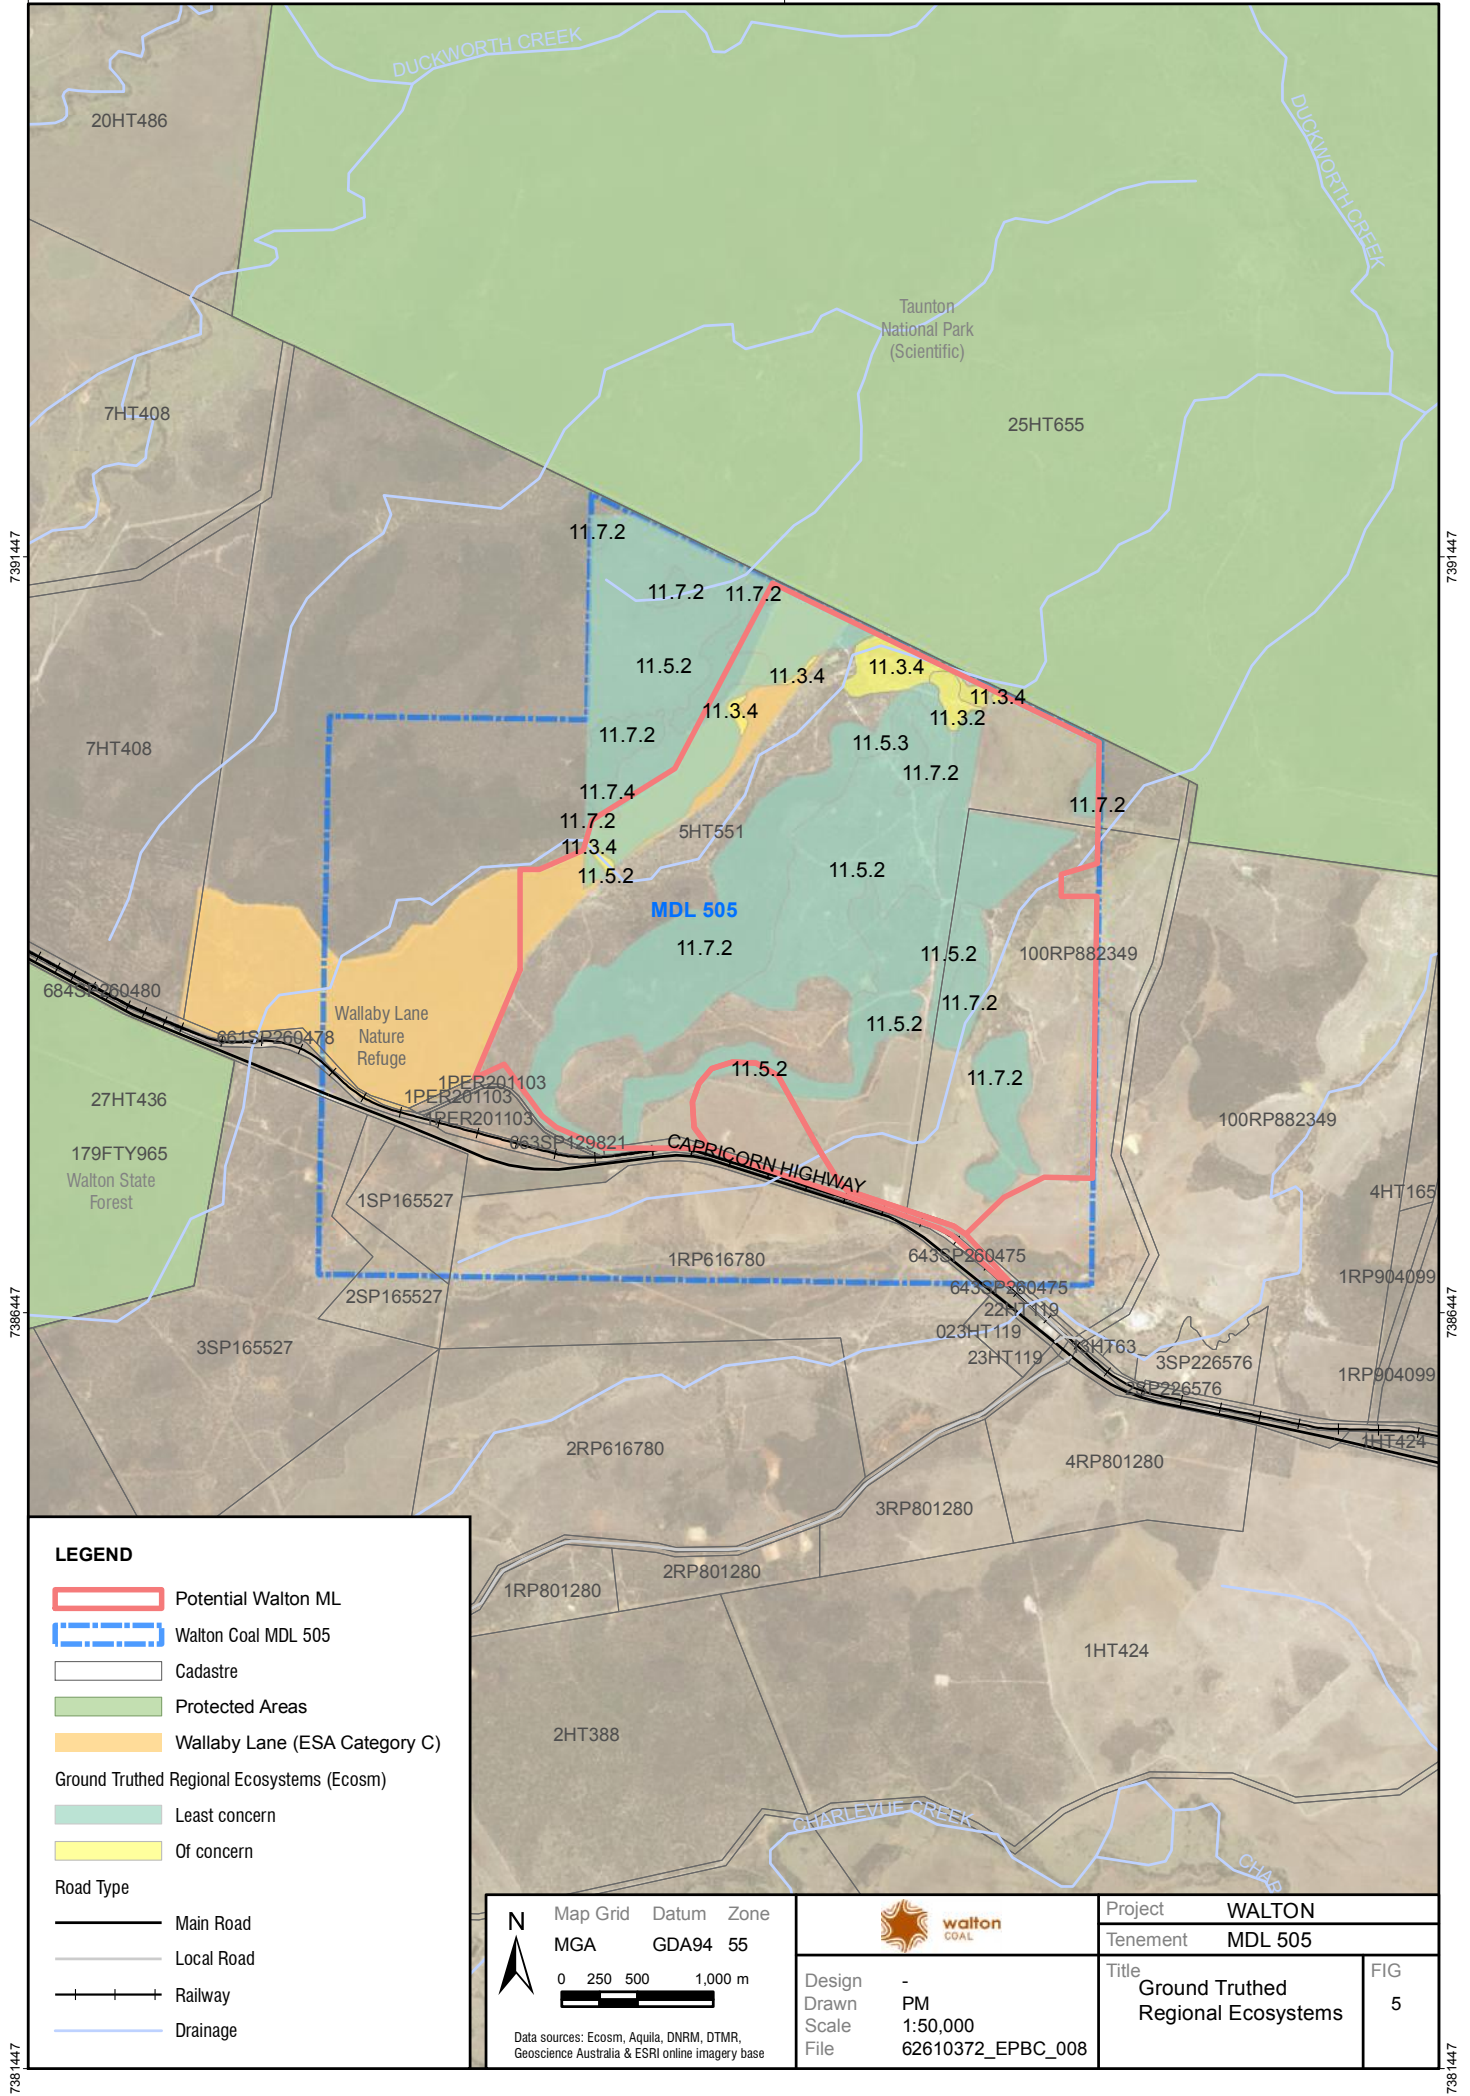 DUCKWORTH CREEK
20HT486
DUCKWORTH CREEK
Taunton
National Park
(Scientific)
7HT408
25HT655
7391447
7391447
11.7.2
11.7.2
11.7.2
11.5.2
11.3.4
11.3.4
11.3.4
11.3.4
11.3.2
11.7.2
11.5.3
7HT408
11.7.2
11.7.4
11.7.2
11.7.2
5HT551
11.3.4
11.5.2
11.5.2
MDL 505
11.7.2
11.5.2
100RP882349
684SP260480
11.7.2
Wallaby Lane
Nature
Refuge
11.5.2
661SP260478
11.5.2
11.7.2
1PER201103
1PER201103
1PER201103
27HT436
100RP882349
663SP129821
CAPRICORN HIGHWAY
179FTY965
Walton State
Forest
1SP165527
4HT165
1RP616780
643SP260475
1RP904099
643SP260475
2SP165527
22HT119
7386447
7386447
023HT119
3SP165527
23HT119
3SP226576
1RP904099
2RP616780
1HT424
4RP801280
3RP801280
2RP801280
1RP801280
1HT424
2HT388
CHARLEVUE CREEK
CHAR
LEGEND
Potential Walton ML
Walton Coal MDL 505
Cadastre
Protected Areas
Wallaby Lane (ESA Category C)
Ground Truthed Regional Ecosystems (Ecosm)
Least concern
Of concern
Road Type
Main Road
Local Road
Railway
Drainage
N
Map Grid Datum Zone
MGA GDA94 55
0 250 500 1,000 m
Data sources: Ecosm, Aquila, DNRM, DTMR,
Geoscience Australia & ESRI online imagery base
walton
COAL
Design -
Drawn PM
Scale 1:50,000
File 62610372_EPBC_008
Project WALTON
Tenement MDL 505
Title
Ground Truthed
Regional Ecosystems
FIG
5
7381447
7381447